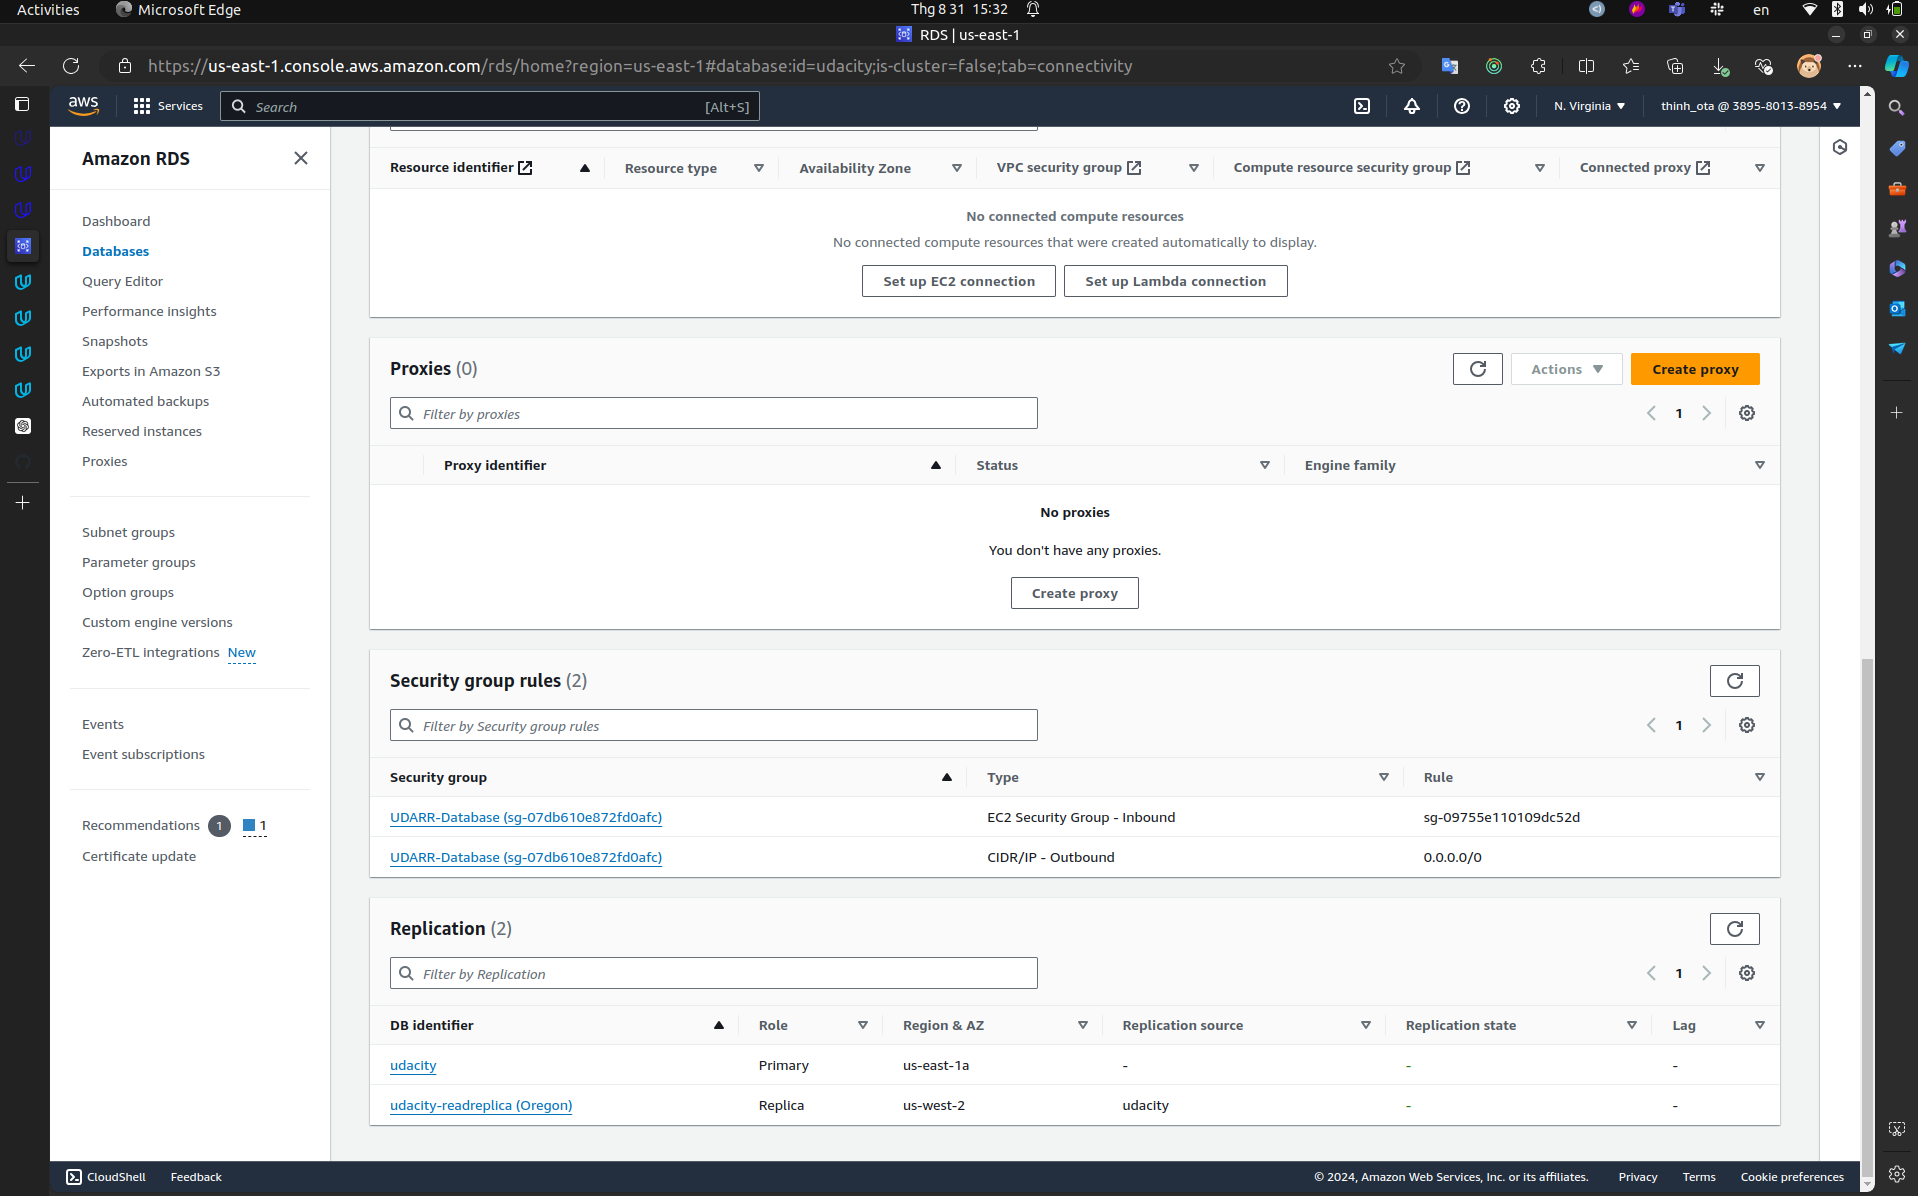 Activities
Microsoft Edge
Thg 8 31 15:32
en
RDS | us-east-1
https://us-east-1.console.aws.amazon.com/rds/home?region=us-east-1#database:id=udacity;is-cluster=false;tab=connectivity
aws
Services
Search
[Alt+S]
N. Virginia
thinh_ota @ 3895-8013-8954
Amazon RDS
Dashboard
Databases
Query Editor
Performance insights
Snapshots
Exports in Amazon S3
Automated backups
Reserved instances
Proxies
Subnet groups
Parameter groups
Option groups
Custom engine versions
Zero-ETL integrations New
Events
Event subscriptions
Recommendations 1 1
Certificate update
Resource identifier
Resource type
Availability Zone
VPC security group
Compute resource security group
Connected proxy
No connected compute resources
No connected compute resources that were created automatically to display.
Set up EC2 connection
Set up Lambda connection
Proxies (0)
Actions
Create proxy
Filter by proxies
1
Proxy identifier
Status
Engine family
No proxies
You don't have any proxies.
Create proxy
Security group rules (2)
Filter by Security group rules
1
Security group
Type
Rule
UDARR-Database (sg-07db610e872fd0afc)
EC2 Security Group - Inbound
sg-09755e110109dc52d
UDARR-Database (sg-07db610e872fd0afc)
CIDR/IP - Outbound
0.0.0.0/0
Replication (2)
Filter by Replication
1
DB identifier
Role
Region & AZ
Replication source
Replication state
Lag
udacity
Primary
us-east-1a
-
-
-
udacity-readreplica (Oregon)
Replica
us-west-2
udacity
-
-
CloudShell
Feedback
© 2024, Amazon Web Services, Inc. or its affiliates.
Privacy
Terms
Cookie preferences